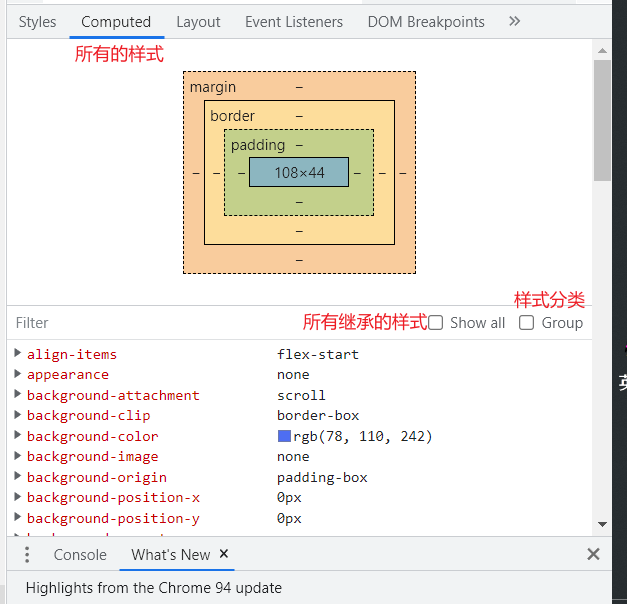 Styles Computed Layout Event Listeners DOM Breakpoints »
所有的样式
margin –
border –
padding –
– – – 108×44 – – –
–
–
–
样式分类
Filter 所有继承的样式 Show all Group
align-items flex-start
appearance none
background-attachment scroll
background-clip border-box
background-color rgb(78, 110, 242)
background-image none
background-origin padding-box
background-position-x 0px
background-position-y 0px
Console What's New ×
Highlights from the Chrome 94 update